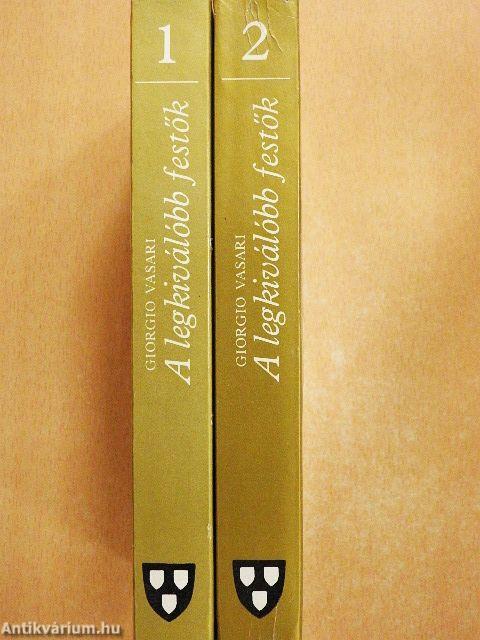 1
GIORGIO VASARI
A legkiválóbb festők
2
GIORGIO VASARI
A legkiválóbb festők
Antikvárium.hu